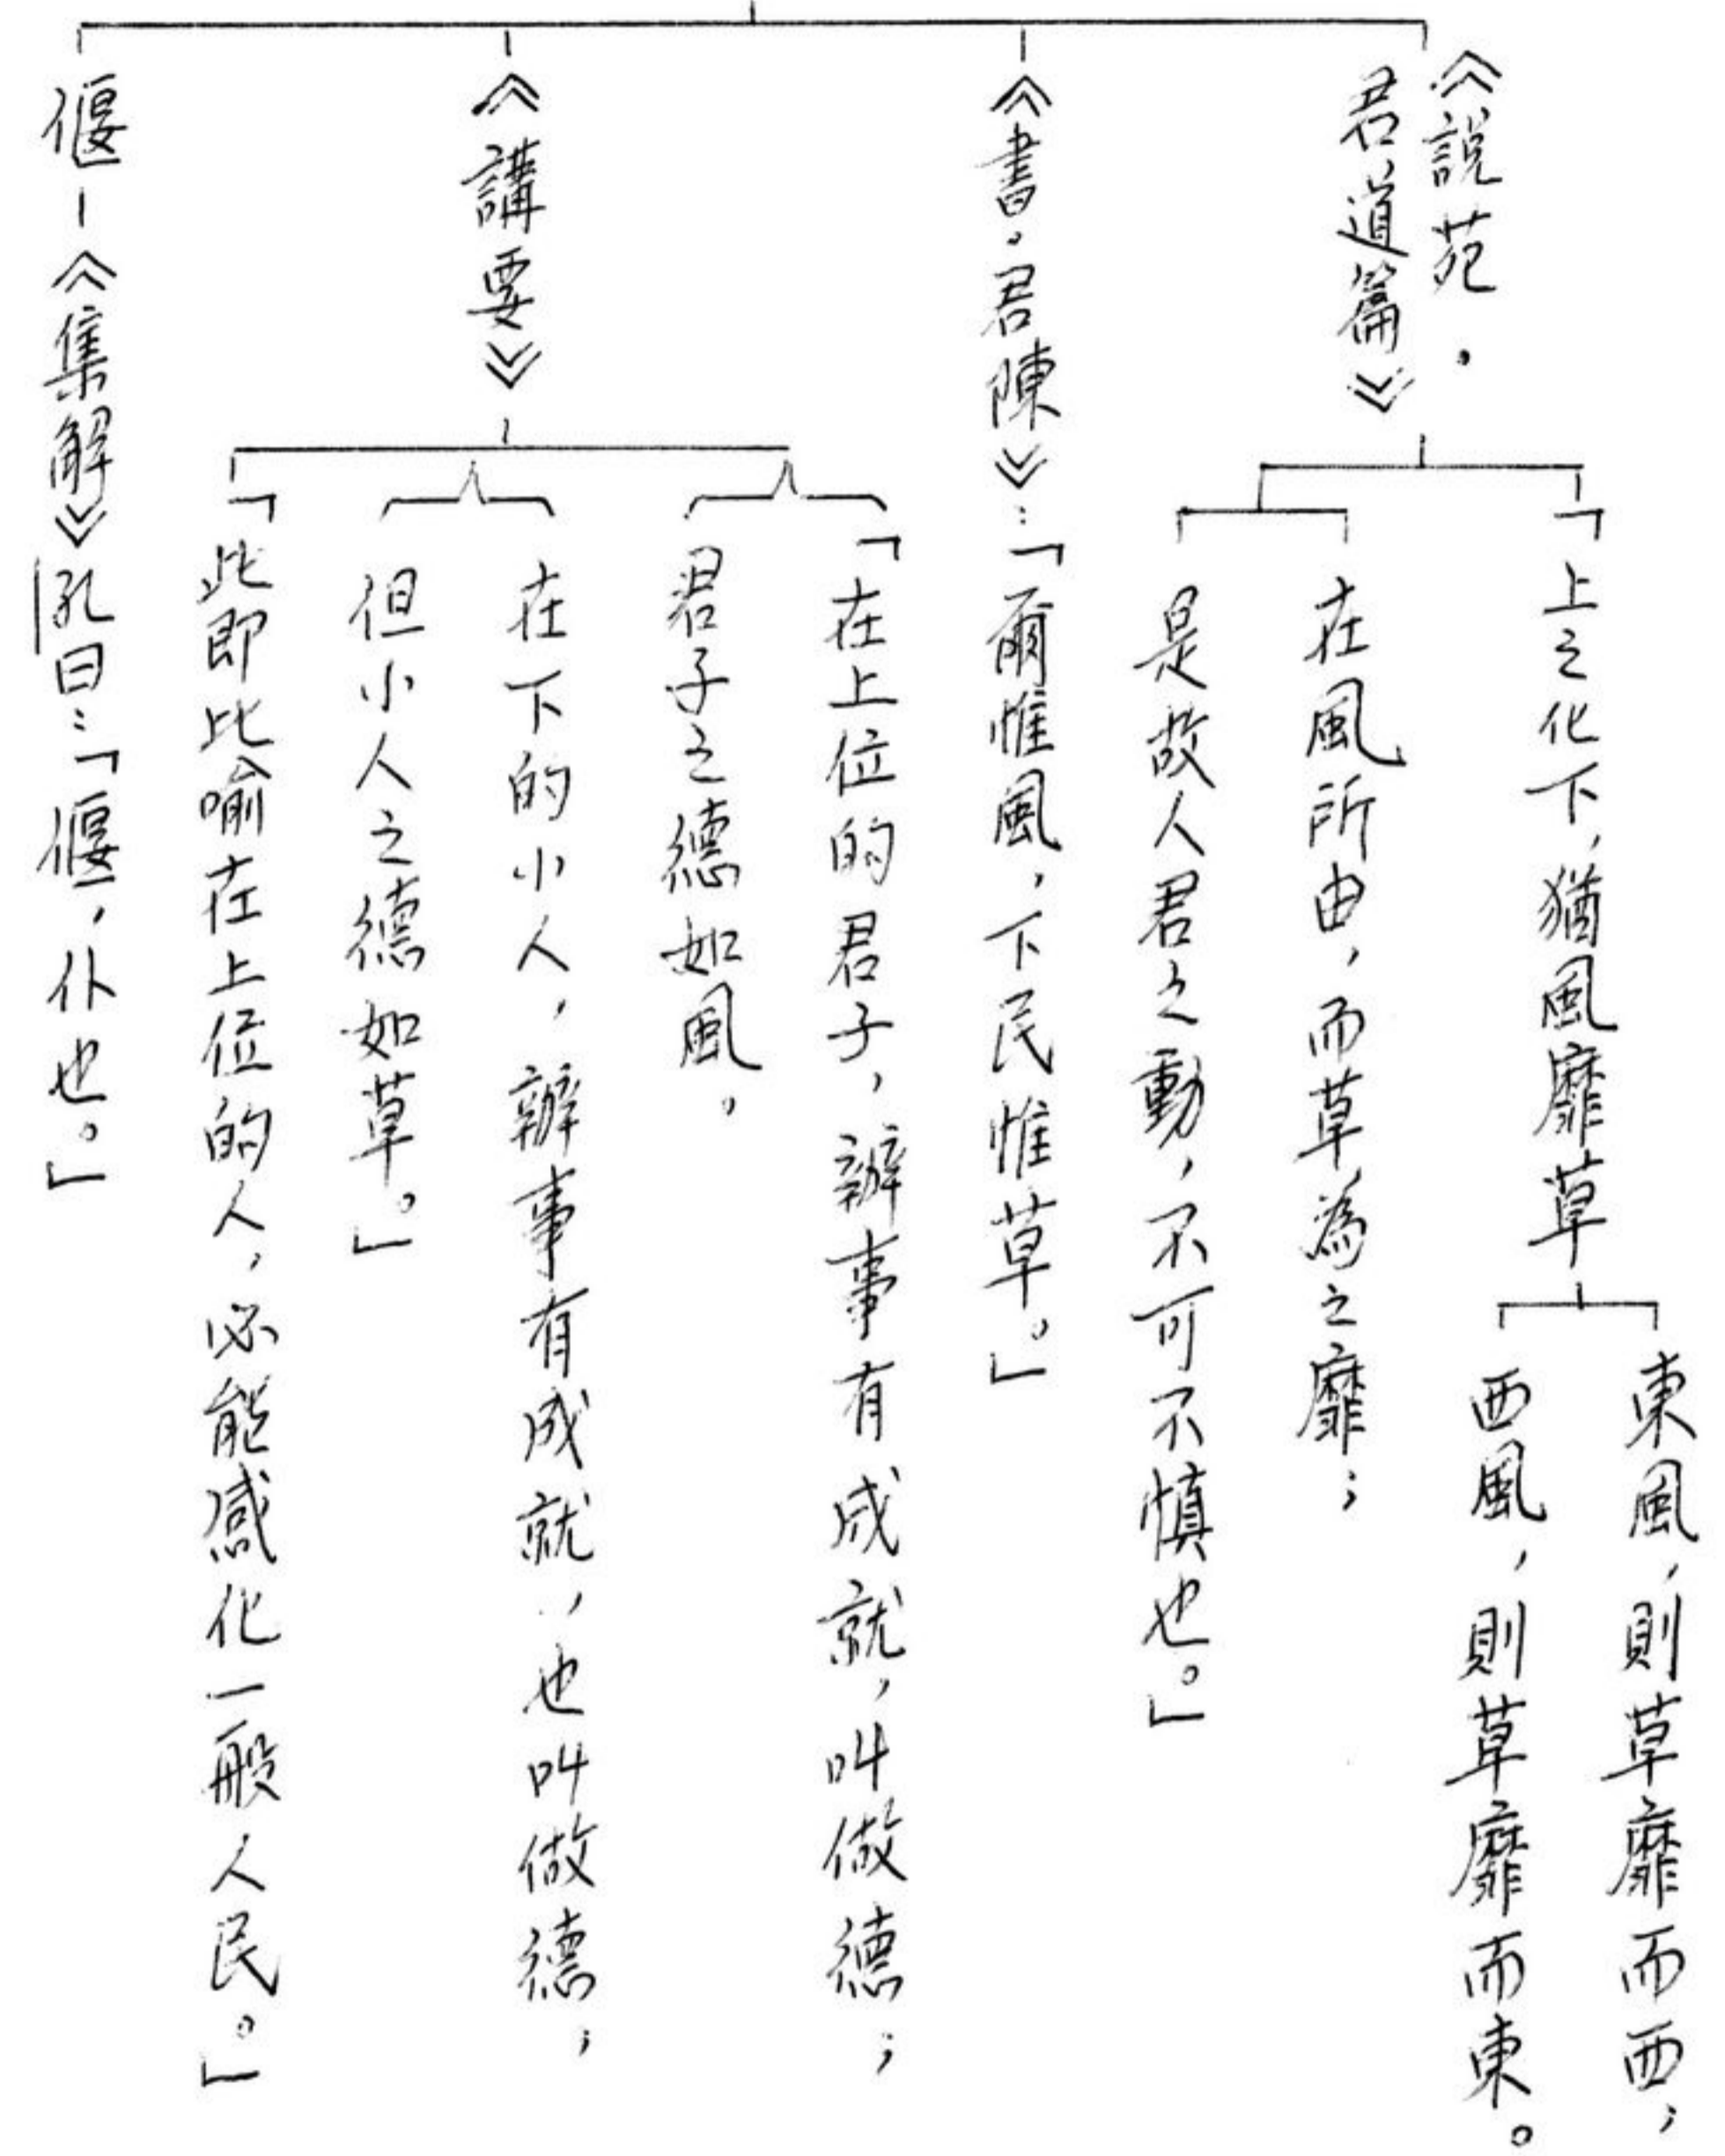 《說苑．
君道篇》
「上之化下，猶風靡草
東風，則草靡而西；
西風，則草靡而東。
在風所由，而草為之靡；
是故人君之動，不可不慎也。」
《書．君陳》：「爾惟風，下民惟草。」
《講要》
「在上位的君子，辦事有成就，叫做德；
君子之德如風。
在下的小人，辦事有成就，也叫做德，
但小人之德如草。」
「此即比喻在上位的人，必能感化一般人民。」
偃－《集解》孔曰：「偃，仆也。」